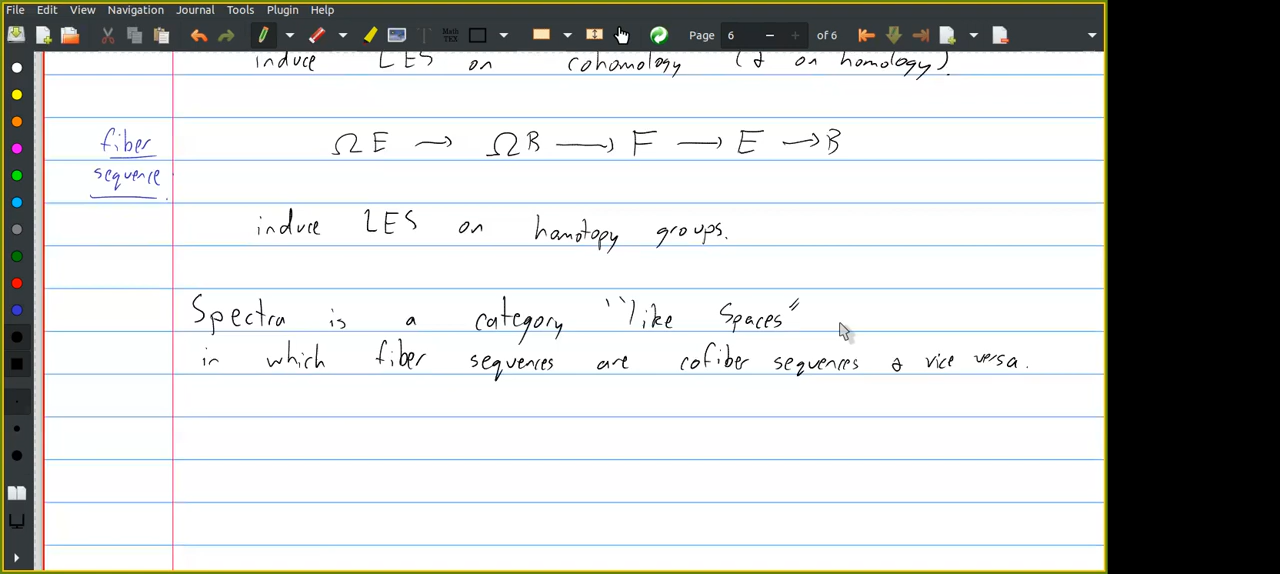 File Edit View Navigation Journal Tools Plugin Help
Math TEX T Page 6 of 6
induce LES on cohomology (& on homology).
fiber sequence.
ΩE → ΩB → F → E → B
induce LES on homotopy groups.
Spectra is a category "like Spaces"
in which fiber sequences are cofiber sequences & vice versa.